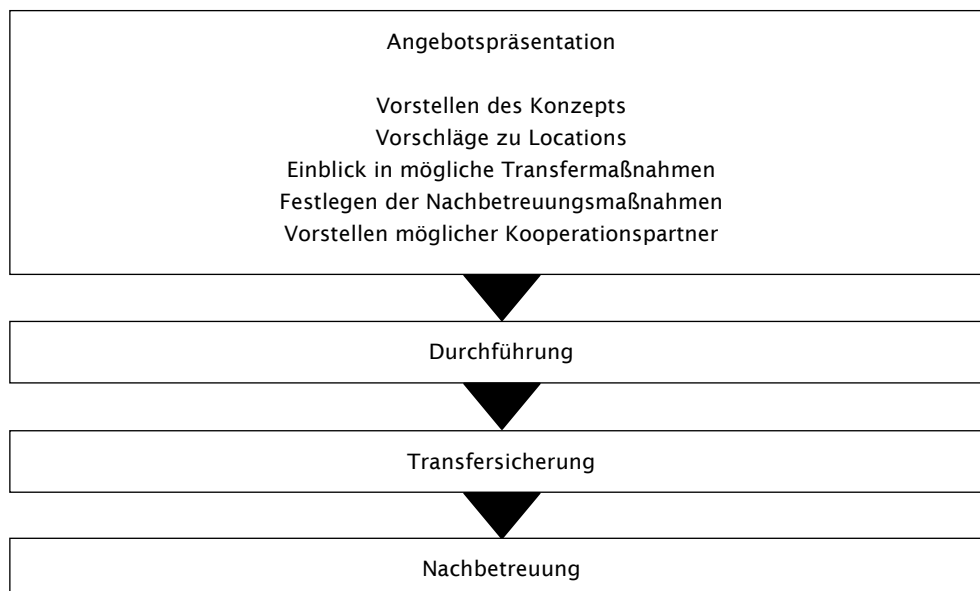 Angebotspräsentation
Vorstellen des Konzepts
Vorschläge zu Locations
Einblick in mögliche Transfermaßnahmen
Festlegen der Nachbetreuungsmaßnahmen
Vorstellen möglicher Kooperationspartner
Durchführung
Transfersicherung
Nachbetreuung